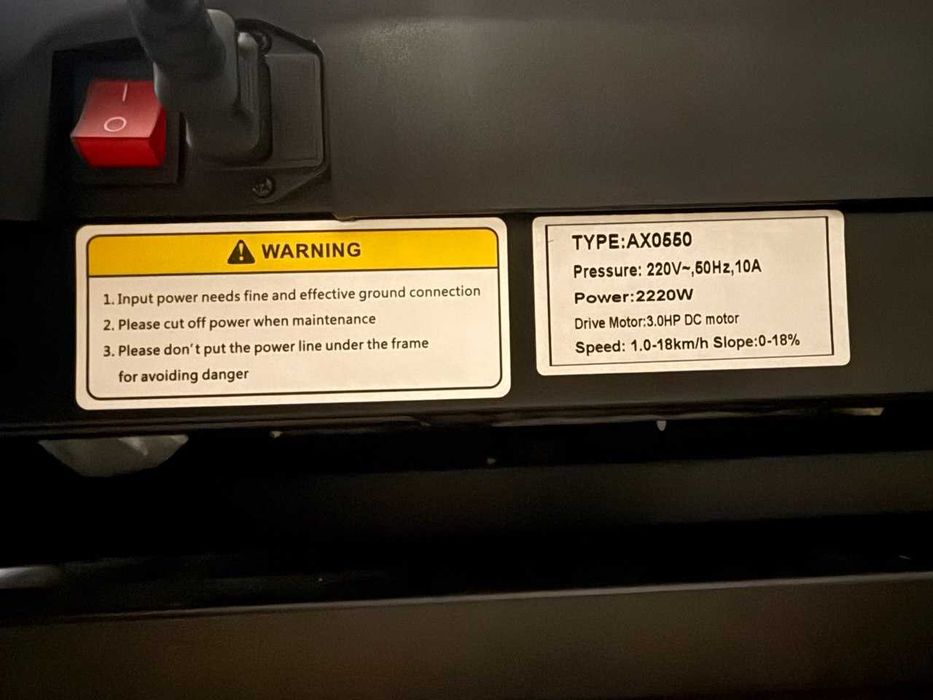 WARNING
1. Input power needs fine and effective ground connection
2. Please cut off power when maintenance
3. Please don't put the power line under the frame
for avoiding danger
TYPE:AX0550
Pressure: 220V~,50Hz,10A
Power:2220W
Drive Motor:3.0HP DC motor
Speed: 1.0-18km/h Slope:0-18%